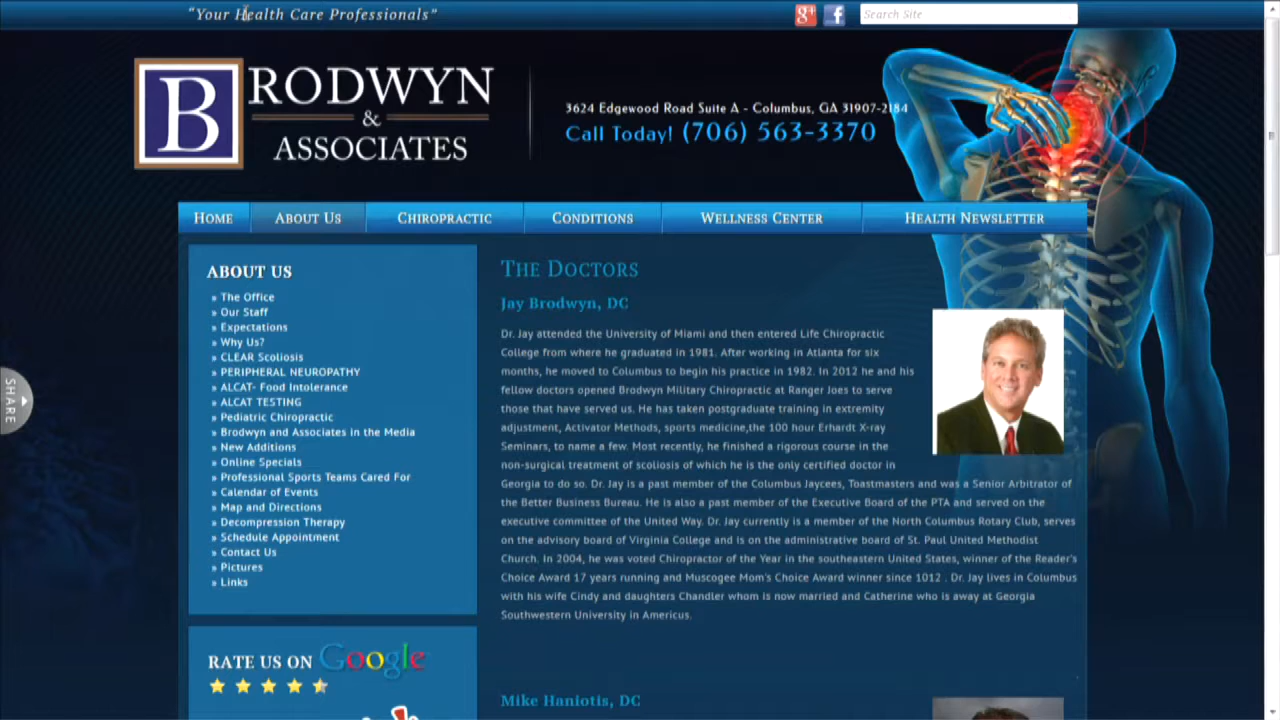 "Your Health Care Professionals"
Search Site
B RODWYN
&
ASSOCIATES
3624 Edgewood Road Suite A - Columbus, GA 31907-2184
Call Today! (706) 563-3370
HOME ABOUT US CHIROPRACTIC CONDITIONS WELLNESS CENTER HEALTH NEWSLETTER
SHARE
ABOUT US
» The Office
» Our Staff
» Expectations
» Why Us?
» CLEAR Scoliosis
» PERIPHERAL NEUROPATHY
» ALCAT- Food Intolerance
» ALCAT TESTING
» Pediatric Chiropractic
» Brodwyn and Associates in the Media
» New Additions
» Online Specials
» Professional Sports Teams Cared For
» Calendar of Events
» Map and Directions
» Decompression Therapy
» Schedule Appointment
» Contact Us
» Pictures
» Links
RATE US ON Google
THE DOCTORS
Jay Brodwyn, DC
Dr. Jay attended the University of Miami and then entered Life Chiropractic
College from where he graduated in 1981. After working in Atlanta for six
months, he moved to Columbus to begin his practice in 1982. In 2012 he and his
fellow doctors opened Brodwyn Military Chiropractic at Ranger Joes to serve
those that have served us. He has taken postgraduate training in extremity
adjustment, Activator Methods, sports medicine,the 100 hour Erhardt X-ray
Seminars, to name a few. Most recently, he finished a rigorous course in the
non-surgical treatment of scoliosis of which he is the only certified doctor in
Georgia to do so. Dr. Jay is a past member of the Columbus Jaycees, Toastmasters and was a Senior Arbitrator of
the Better Business Bureau. He is also a past member of the Executive Board of the PTA and served on the
executive committee of the United Way. Dr. Jay currently is a member of the North Columbus Rotary Club, serves
on the advisory board of Virginia College and is on the administrative board of St. Paul United Methodist
Church. In 2004, he was voted Chiropractor of the Year in the southeastern United States, winner of the Reader's
Choice Award 17 years running and Muscogee Mom's Choice Award winner since 1012 . Dr. Jay lives in Columbus
with his wife Cindy and daughters Chandler whom is now married and Catherine who is away at Georgia
Southwestern University in Americus.
Mike Haniotis, DC